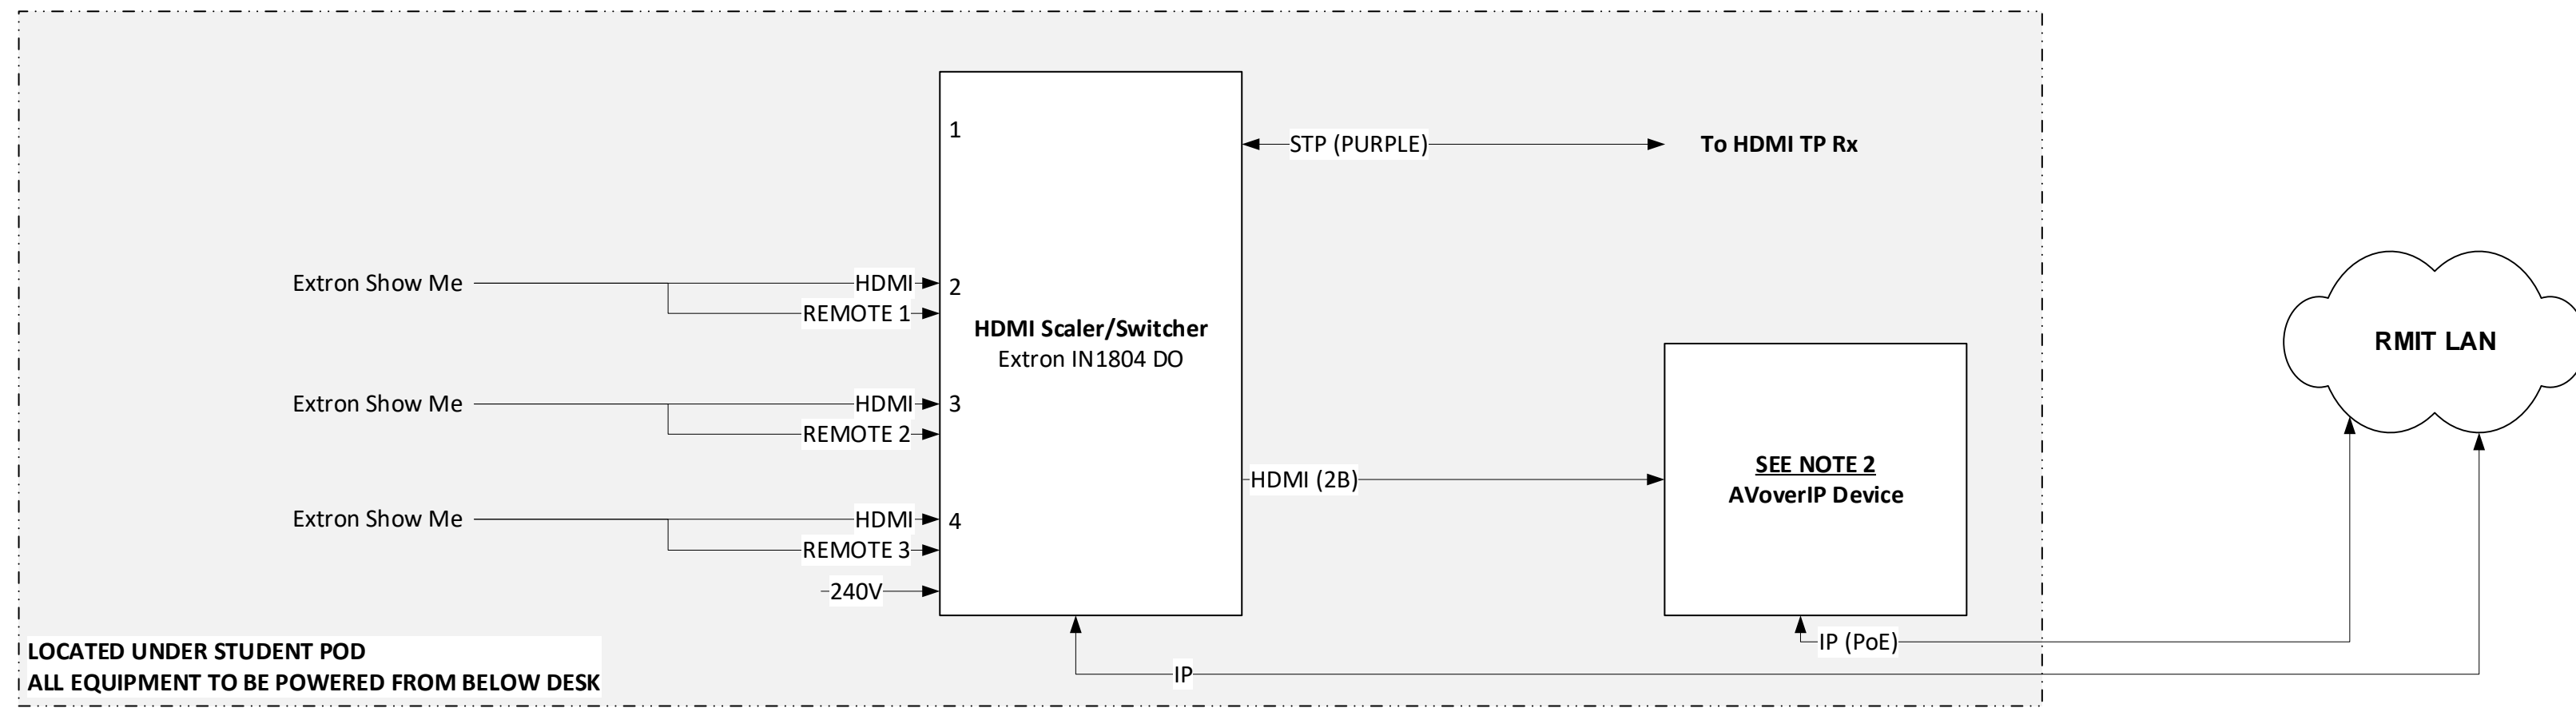 1
STP (PURPLE)
To HDMI TP Rx
Extron Show Me
HDMI
2
REMOTE 1
HDMI Scaler/Switcher
Extron IN1804 DO
RMIT LAN
Extron Show Me
HDMI
3
REMOTE 2
SEE NOTE 2
AVoverIP Device
HDMI (2B)
Extron Show Me
HDMI
4
REMOTE 3
240V
IP (PoE)
IP
LOCATED UNDER STUDENT POD
ALL EQUIPMENT TO BE POWERED FROM BELOW DESK